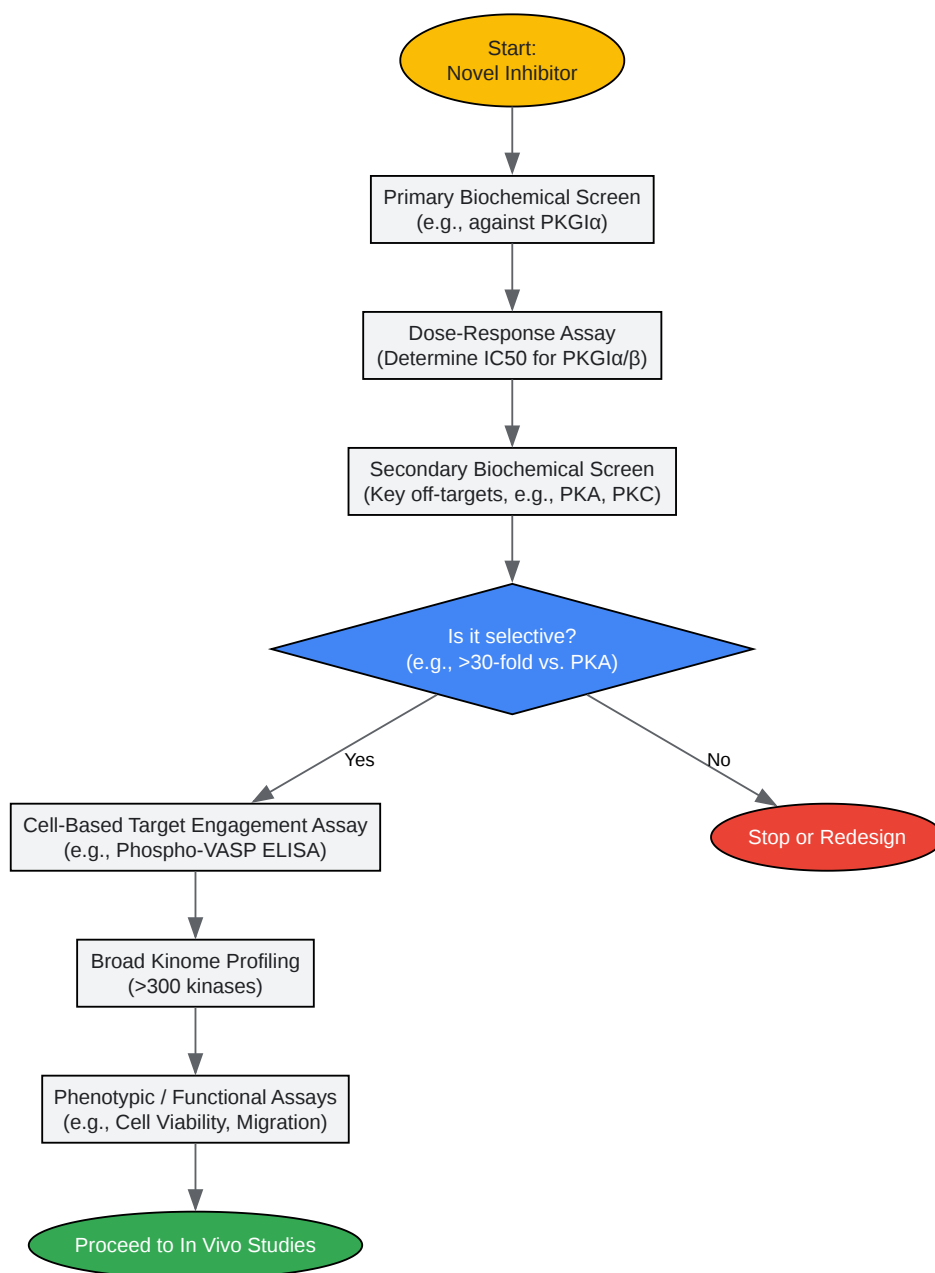 Start:
Novel Inhibitor
Primary Biochemical Screen
(e.g., against PKGIα)
Dose-Response Assay
(Determine IC50 for PKGIα/β)
Secondary Biochemical Screen
(Key off-targets, e.g., PKA, PKC)
Is it selective?
(e.g., >30-fold vs. PKA)
Yes
No
Cell-Based Target Engagement Assay
(e.g., Phospho-VASP ELISA)
Stop or Redesign
Broad Kinome Profiling
(>300 kinases)
Phenotypic / Functional Assays
(e.g., Cell Viability, Migration)
Proceed to In Vivo Studies